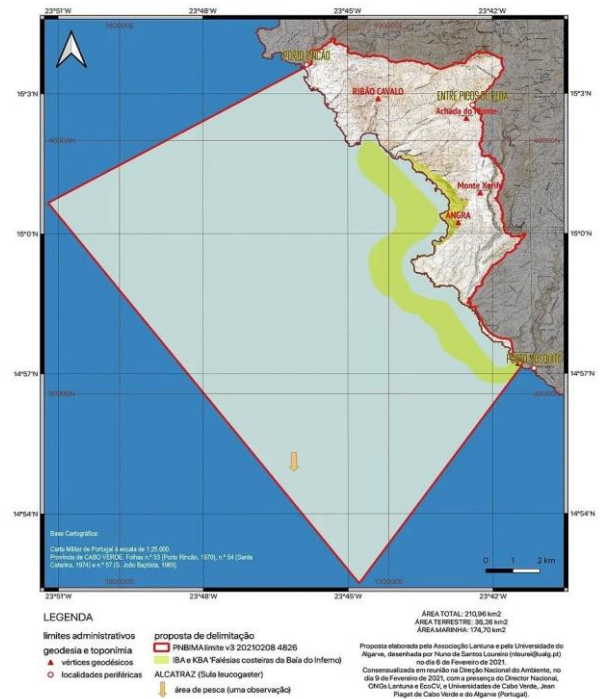 23°51'W 23°48'W 23°45'W 23°42'W
PORTO RINCÃO
15°3'N 15°3'N
RIBÃO CAVALO
ENTRE PICOS DE REDA
Achada do Monte
Monte Xerife
ANGRA
15°0'N 15°0'N
14°57'N 14°57'N
PORTO MOSQUITO
14°54'N 14°54'N
Base Cartográfica:
Carta Militar de Portugal à escala de 1:25.000.
Província de CABO VERDE. Folhas n.º 53 (Porto Rincão, 1970), n.º 54 (Santa
Catarina, 1974) e n.º 57 (S. João Baptista, 1969).
0 1 2 km
23°51'W 23°48'W 23°45'W 23°42'W
LEGENDA
limites administrativos
geodesia e toponímia
vértices geodésicos
localidades periféricas
proposta de delimitação
PNBIMAlimite v3 20210208 4826
IBA e KBA 'Falésias costeiras da Baía do Inferno)
ALCATRAZ (Sula leucogaster)
área de pesca (uma observação)
ÁREA TOTAL: 210,96 km2
ÁREA TERRESTRE: 36,26 km2
ÁREA MARINHA: 174,70 km2
Proposta elaborada pela Associação Lantuna e pela Universidade do
Algarve, desenhada por Nuno de Santos Loureiro (nlourei@ualg.pt)
no dia 6 de Fevereiro de 2021.
Consensualizada em reunião na Direção Nacional do Ambiente, no
dia 9 de Fevereiro de 2021, com a presença do Director Nacional,
ONGs Lantuna e EcoCV, e Universidades de Cabo Verde, Jean
Piaget de Cabo Verde e do Algarve (Portugal).